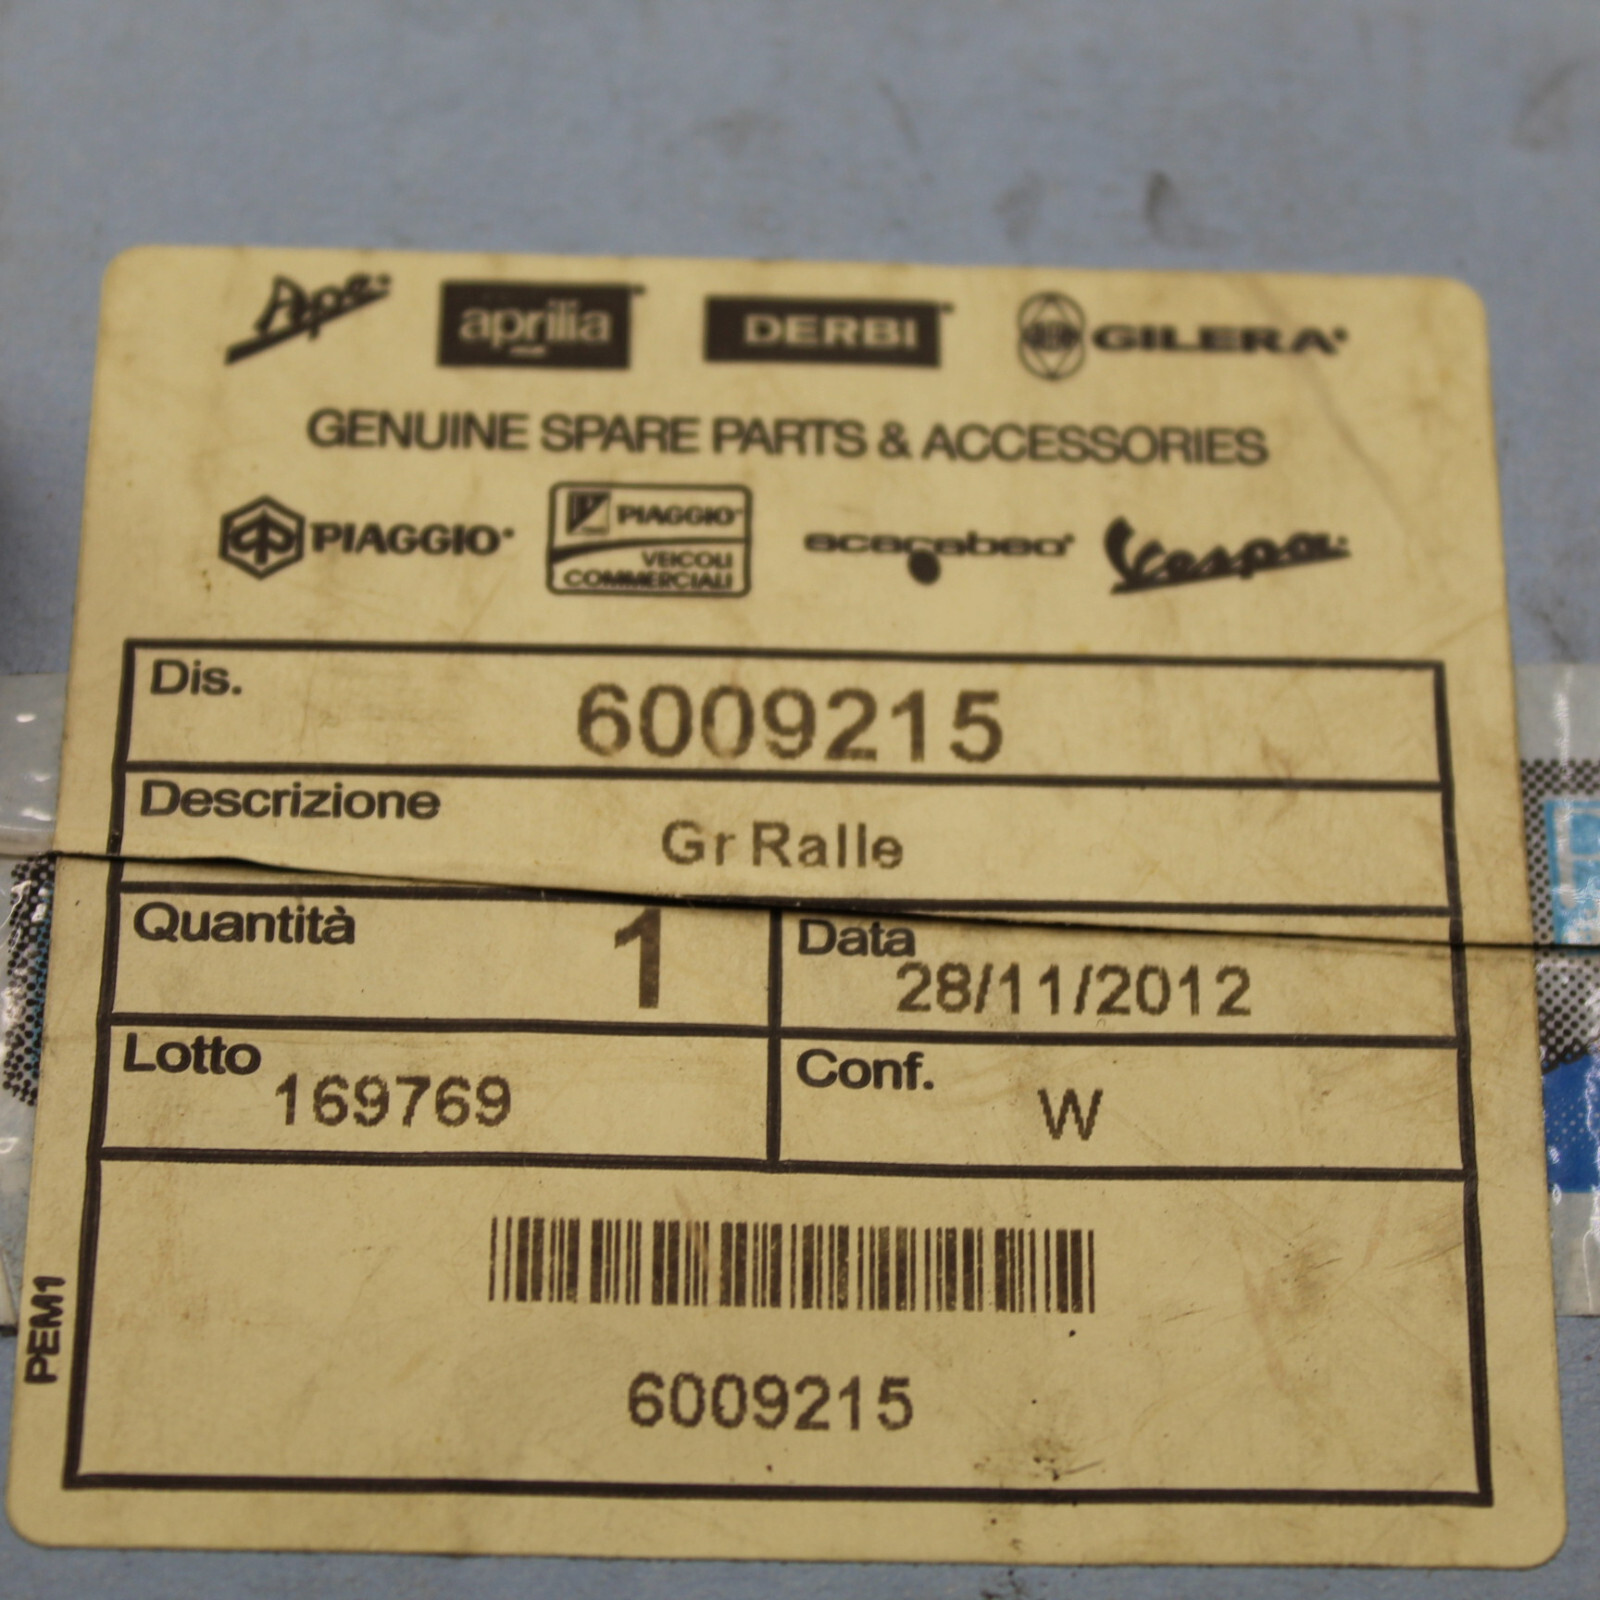 Ape
aprilia DERBI GILERA
GENUINE SPARE PARTS & ACCESSORIES
PIAGGIO PIAGGIO VEICOLI COMMERCIALI scarabeo Vespa
Dis. 6009215
Descrizione Gr Ralle
Quantità 1 Data 28/11/2012
Lotto 169769 Conf. W
6009215
PEM1